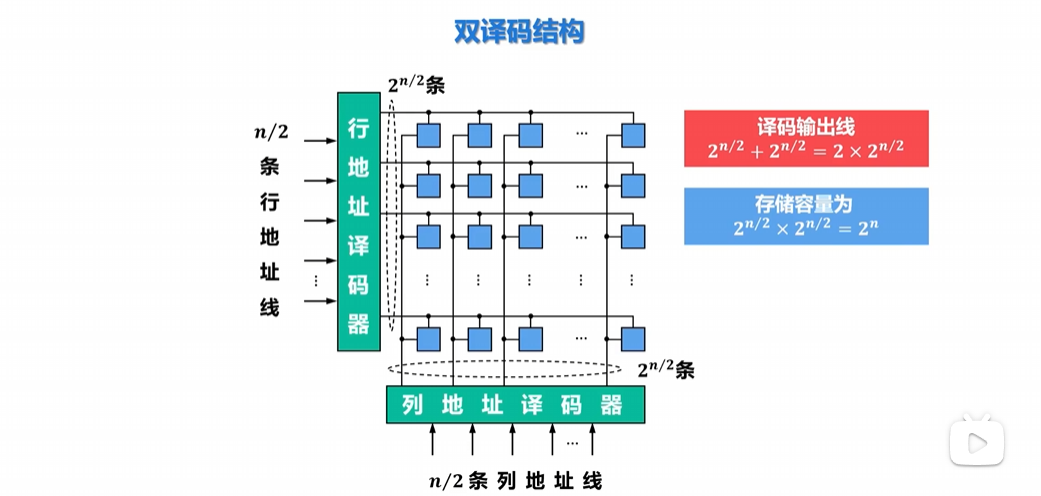 双译码结构
2^{n/2}条
n/2
条
行
地
址
线
⋮
行
地
址
译
码
器
译码输出线
2^{n/2} + 2^{n/2} = 2 × 2^{n/2}
存储容量为
2^{n/2} × 2^{n/2} = 2^n
...
...
...
⋮ ⋮ ⋮ ⋮ ⋮
...
2^{n/2}条
列地址译码器
...
n/2条列地址线